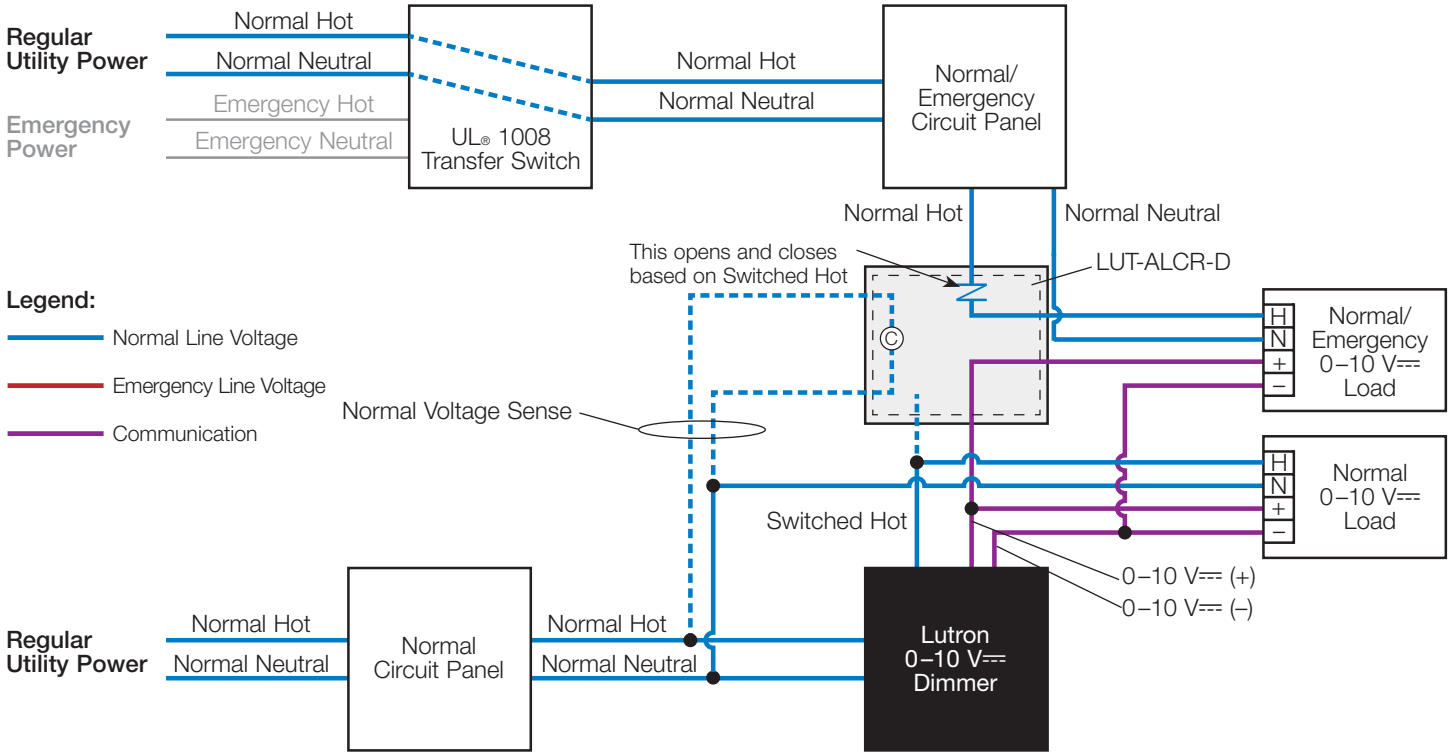 Regular
Utility Power
Normal Hot
Normal Neutral
Emergency
Power
Emergency Hot
Emergency Neutral
UL® 1008
Transfer Switch
Normal Hot
Normal Neutral
Normal/
Emergency
Circuit Panel
Normal Hot
Normal Neutral
This opens and closes
based on Switched Hot
LUT-ALCR-D
C
Legend:
Normal Line Voltage
Emergency Line Voltage
Communication
Normal Voltage Sense
H
N
+
–
Normal/
Emergency
0–10 V⎓
Load
H
N
+
–
Normal
0–10 V⎓
Load
Switched Hot
0–10 V⎓ (+)
0–10 V⎓ (–)
Regular
Utility Power
Normal Hot
Normal Neutral
Normal
Circuit Panel
Normal Hot
Normal Neutral
Lutron
0–10 V⎓
Dimmer